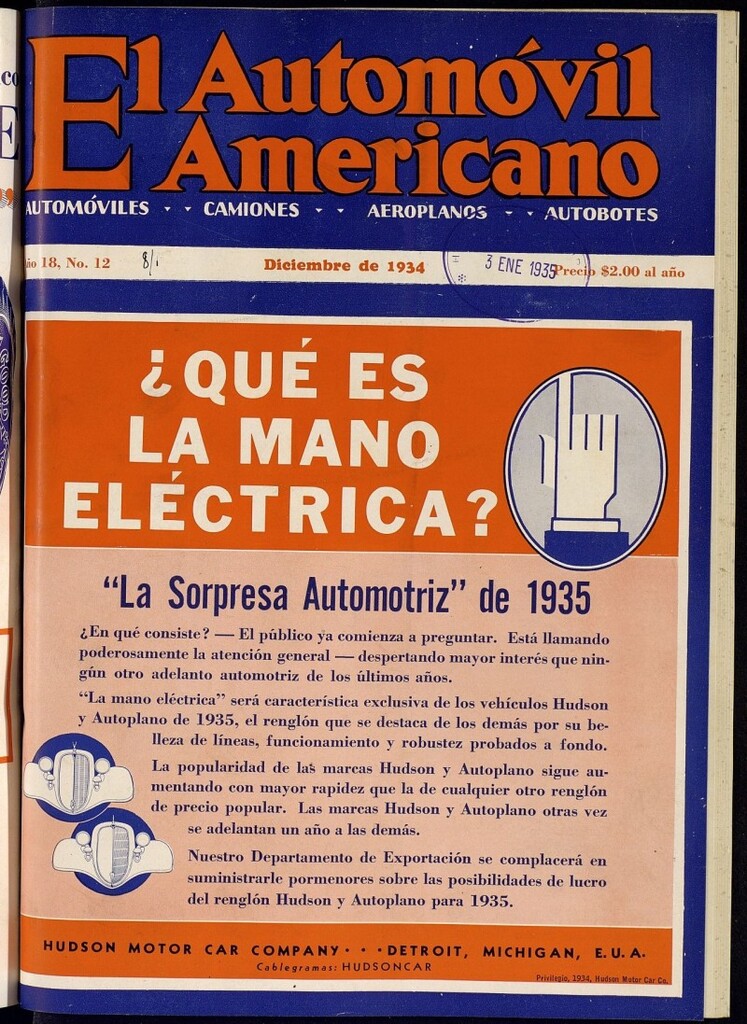 El Automóvil
Americano
AUTOMÓVILES - - CAMIONES - - AEROPLANOS - - AUTOBOTES
ño 18, No. 12
8/1
Diciembre de 1934
3 ENE 1935
Precio $2.00 al año
¿QUÉ ES
LA MANO
ELÉCTRICA?
“La Sorpresa Automotriz” de 1935
¿En qué consiste? — El público ya comienza a preguntar. Está llamando
poderosamente la atención general — despertando mayor interés que nin-
gún otro adelanto automotriz de los últimos años.
“La mano eléctrica” será característica exclusiva de los vehículos Hudson
y Autoplano de 1935, el renglón que se destaca de los demás por su be-
lleza de líneas, funcionamiento y robustez probados a fondo.
La popularidad de las marcas Hudson y Autoplano sigue au-
mentando con mayor rapidez que la de cualquier otro renglón
de precio popular. Las marcas Hudson y Autoplano otras vez
se adelantan un año a las demás.
Nuestro Departamento de Exportación se complacerá en
suministrarle pormenores sobre las posibilidades de lucro
del renglón Hudson y Autoplano para 1935.
HUDSON MOTOR CAR COMPANY · · · DETROIT, MICHIGAN, E. U. A.
Cablegramas: HUDSONCAR
Privilegio, 1934, Hudson Motor Car Co.